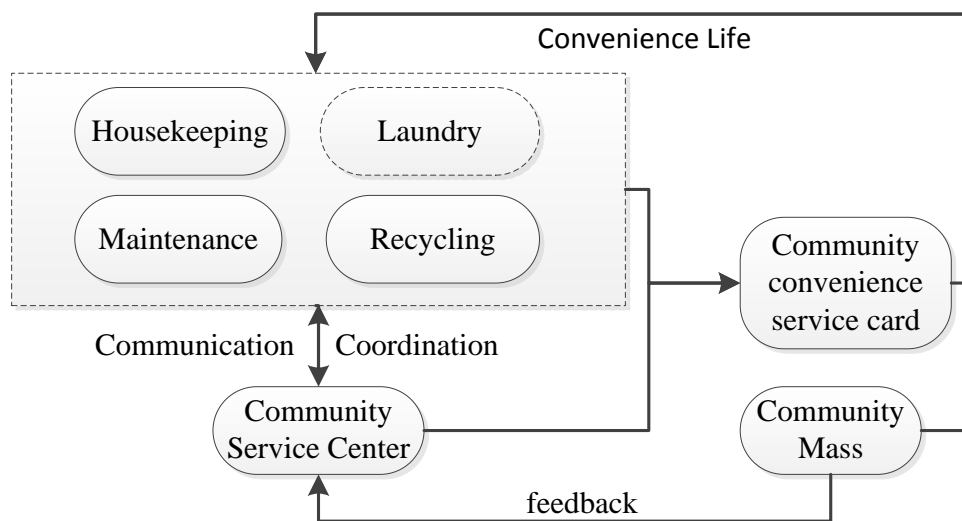 Convenience Life
Housekeeping
Laundry
Maintenance
Recycling
Community
convenience
service card
Communication
Coordination
Community
Service Center
Community
Mass
feedback